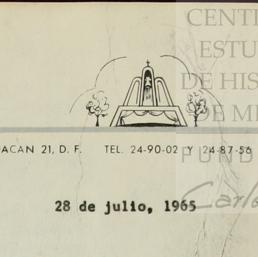 CENT
ESTU
DE HIS
DE M
ACAN 21, D. F. TEL. 24-90-02 Y 24-87-56
FUND
Carlo
28 de julio, 1965